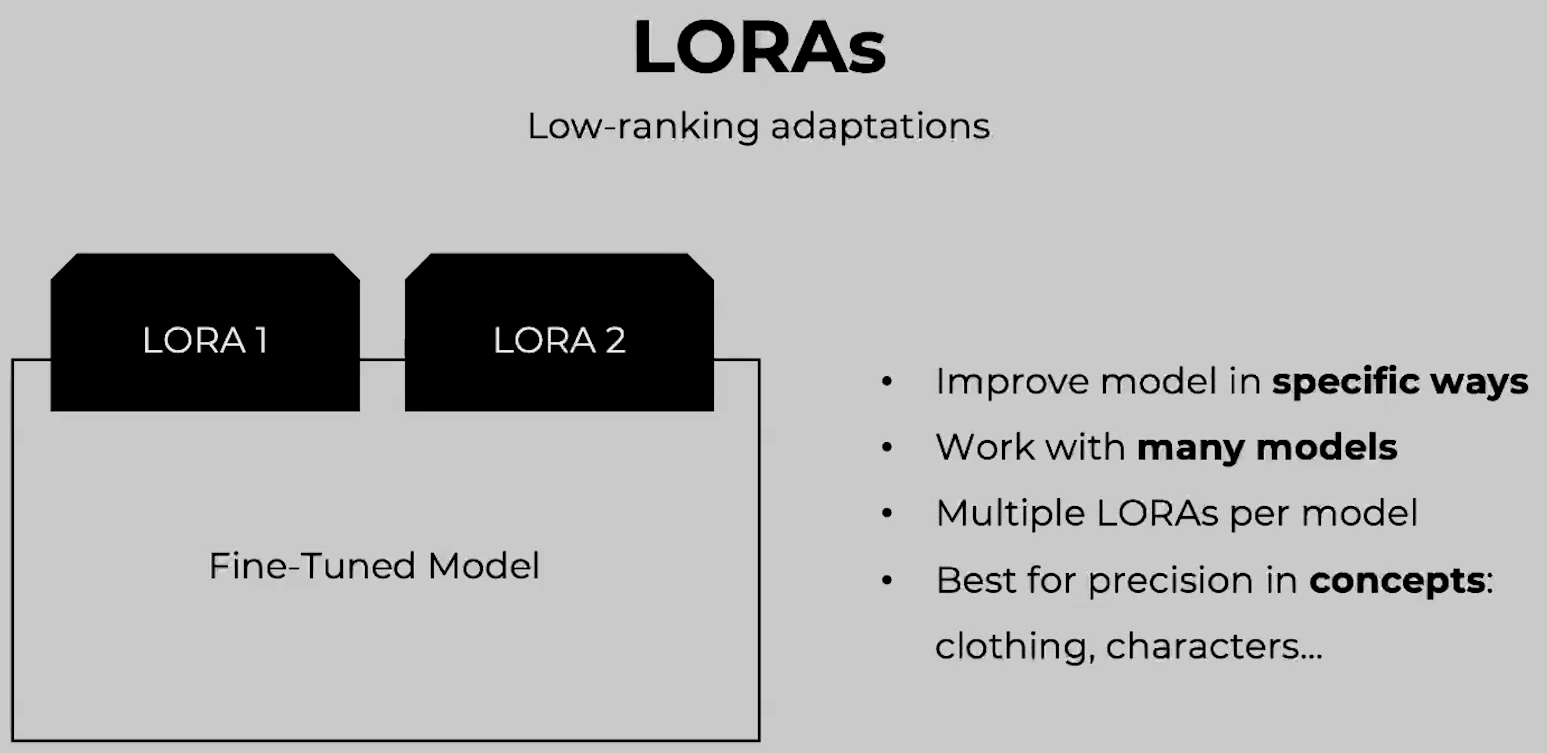 LORAs
Low-ranking adaptations
LORA 1
LORA 2
Fine-Tuned Model
• Improve model in specific ways
• Work with many models
• Multiple LORAs per model
• Best for precision in concepts:
clothing, characters...